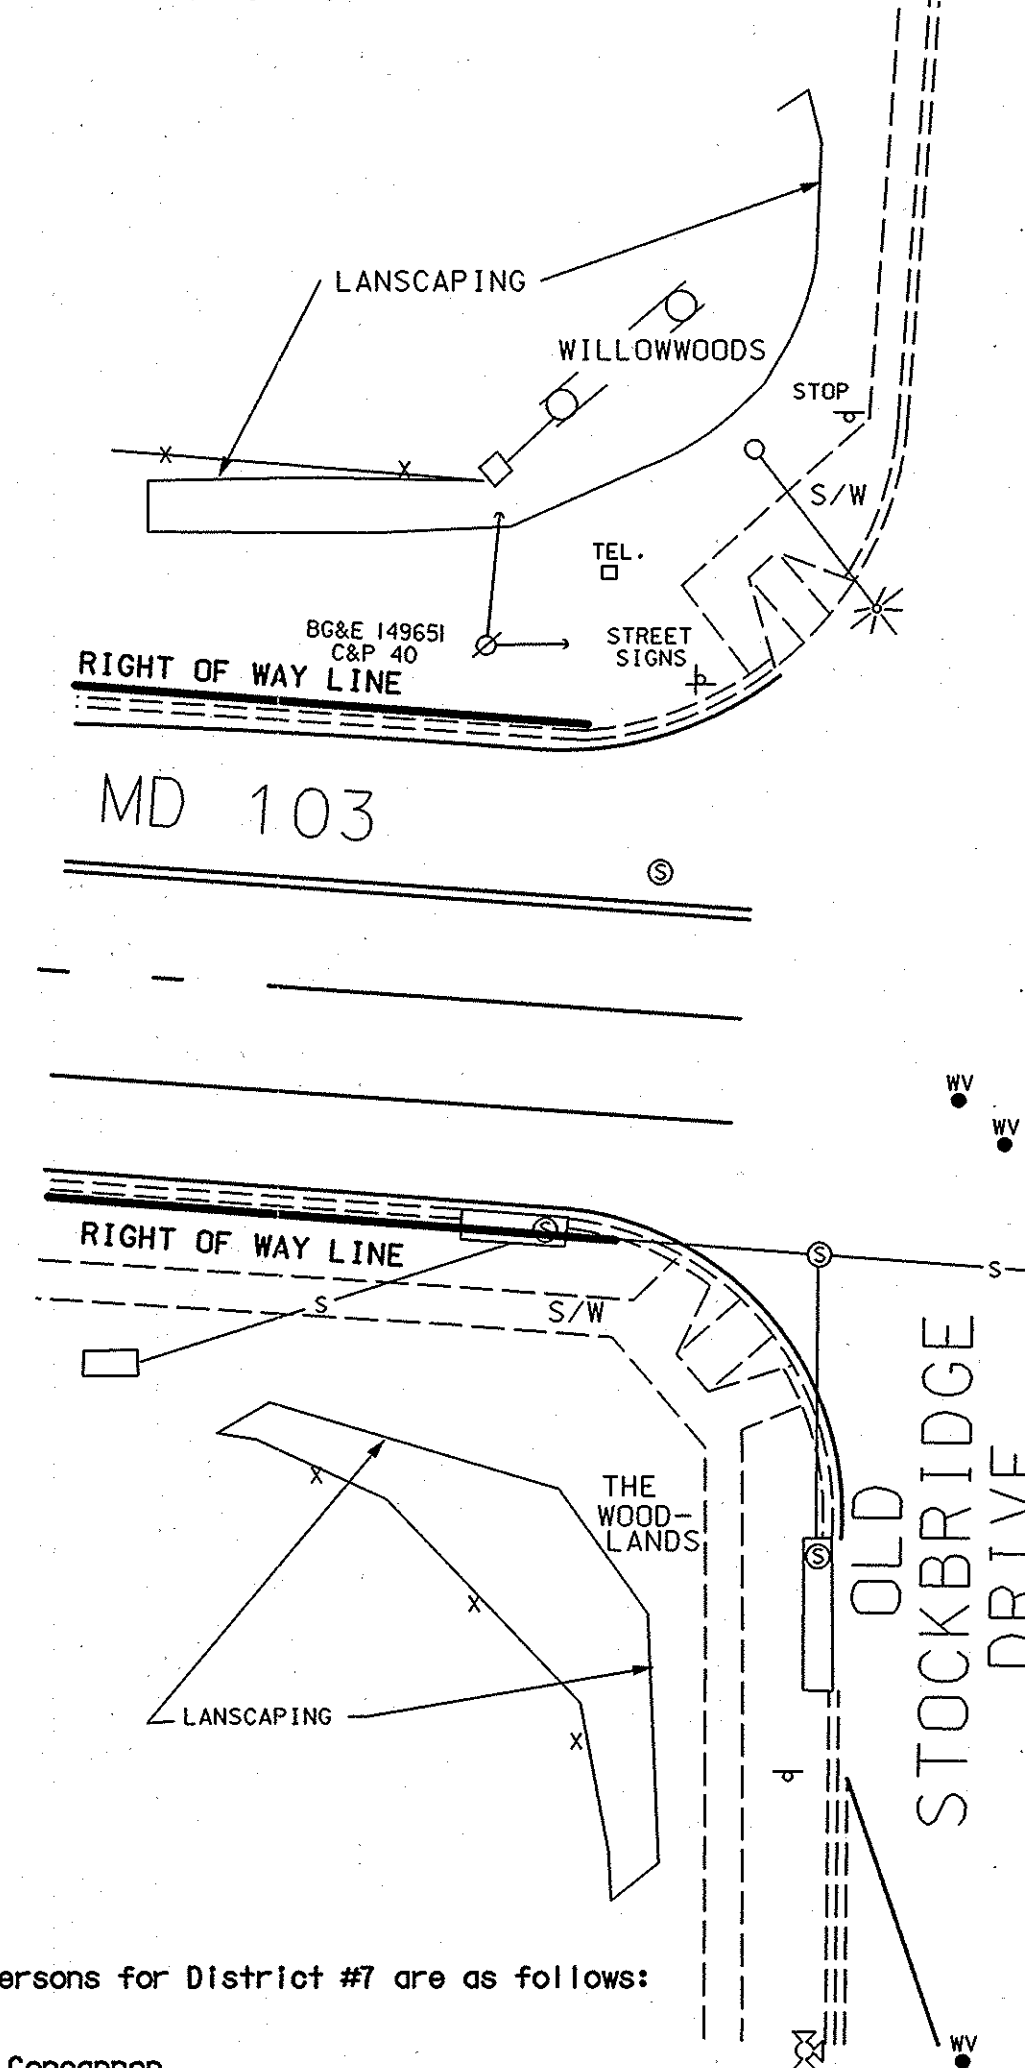 LANSCAPING
WILLOWWOODS
STOP
X
X
S/W
TEL.
BG&E 149651
C&P 40
STREET
SIGNS
RIGHT OF WAY LINE
MD 103
S
WV
WV
RIGHT OF WAY LINE
S
S
S
S
S/W
THE
WOOD-
LANDS
X
X
X
S
OLD
STOCKBRIDGE
DRIVE
LANSCAPING
ersons for District #7 are as follows:
WV